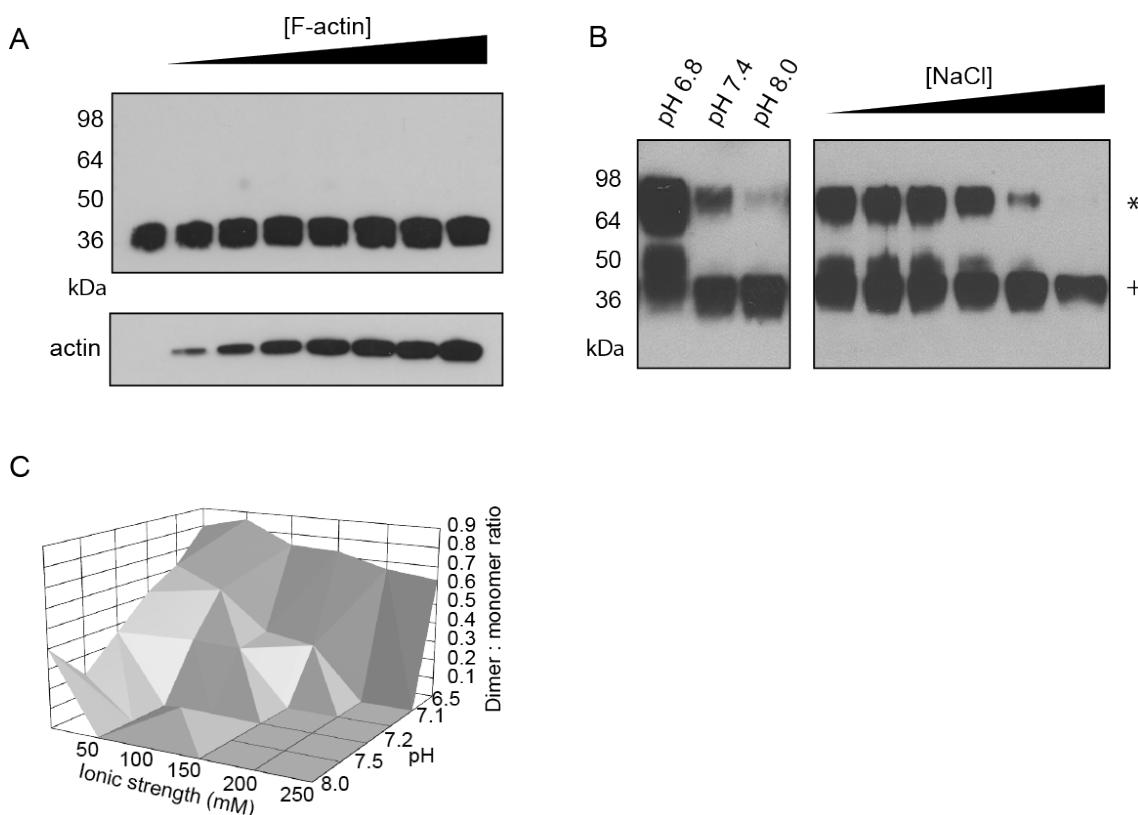 A
[F-actin]
98
64
50
36
kDa
actin
B
pH 6.8
pH 7.4
pH 8.0
[NaCl]
98
64
50
36
kDa
*
+
C
0.9
0.8
0.7
0.6
0.5
0.4
0.3
0.2
0.1
Dimer : monomer ratio
6.5
7.1
7.2
7.5
8.0
pH
50
100
150
200
250
Ionic strength (mM)